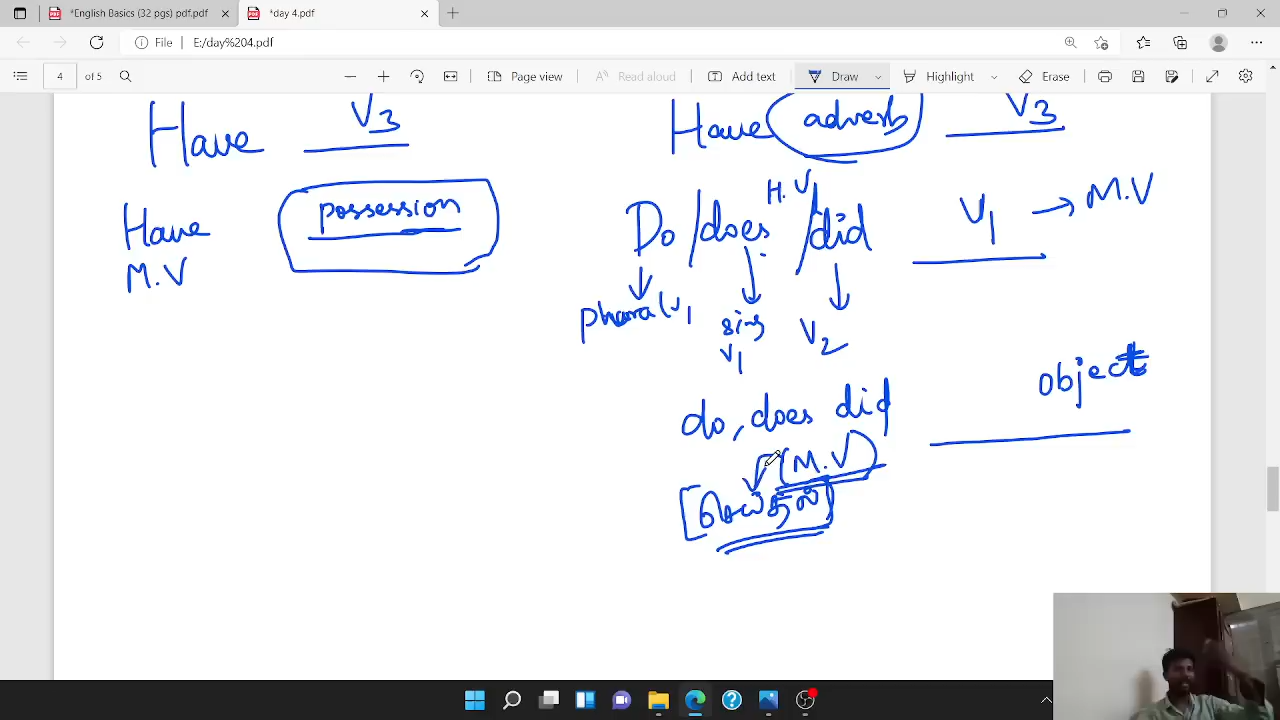 *English Basics (32 pgs) pdf.pdf
*day 4.pdf
File E:/day%204.pdf
4 of 5
Page view
Read aloud
Add text
Draw
Highlight
Erase
Have V3
Have adverb V3
Have possession
M.V
H.V
Do/does/did V1 → M.V
V1
sing
V1
V2
object
do, does did
(M.V)